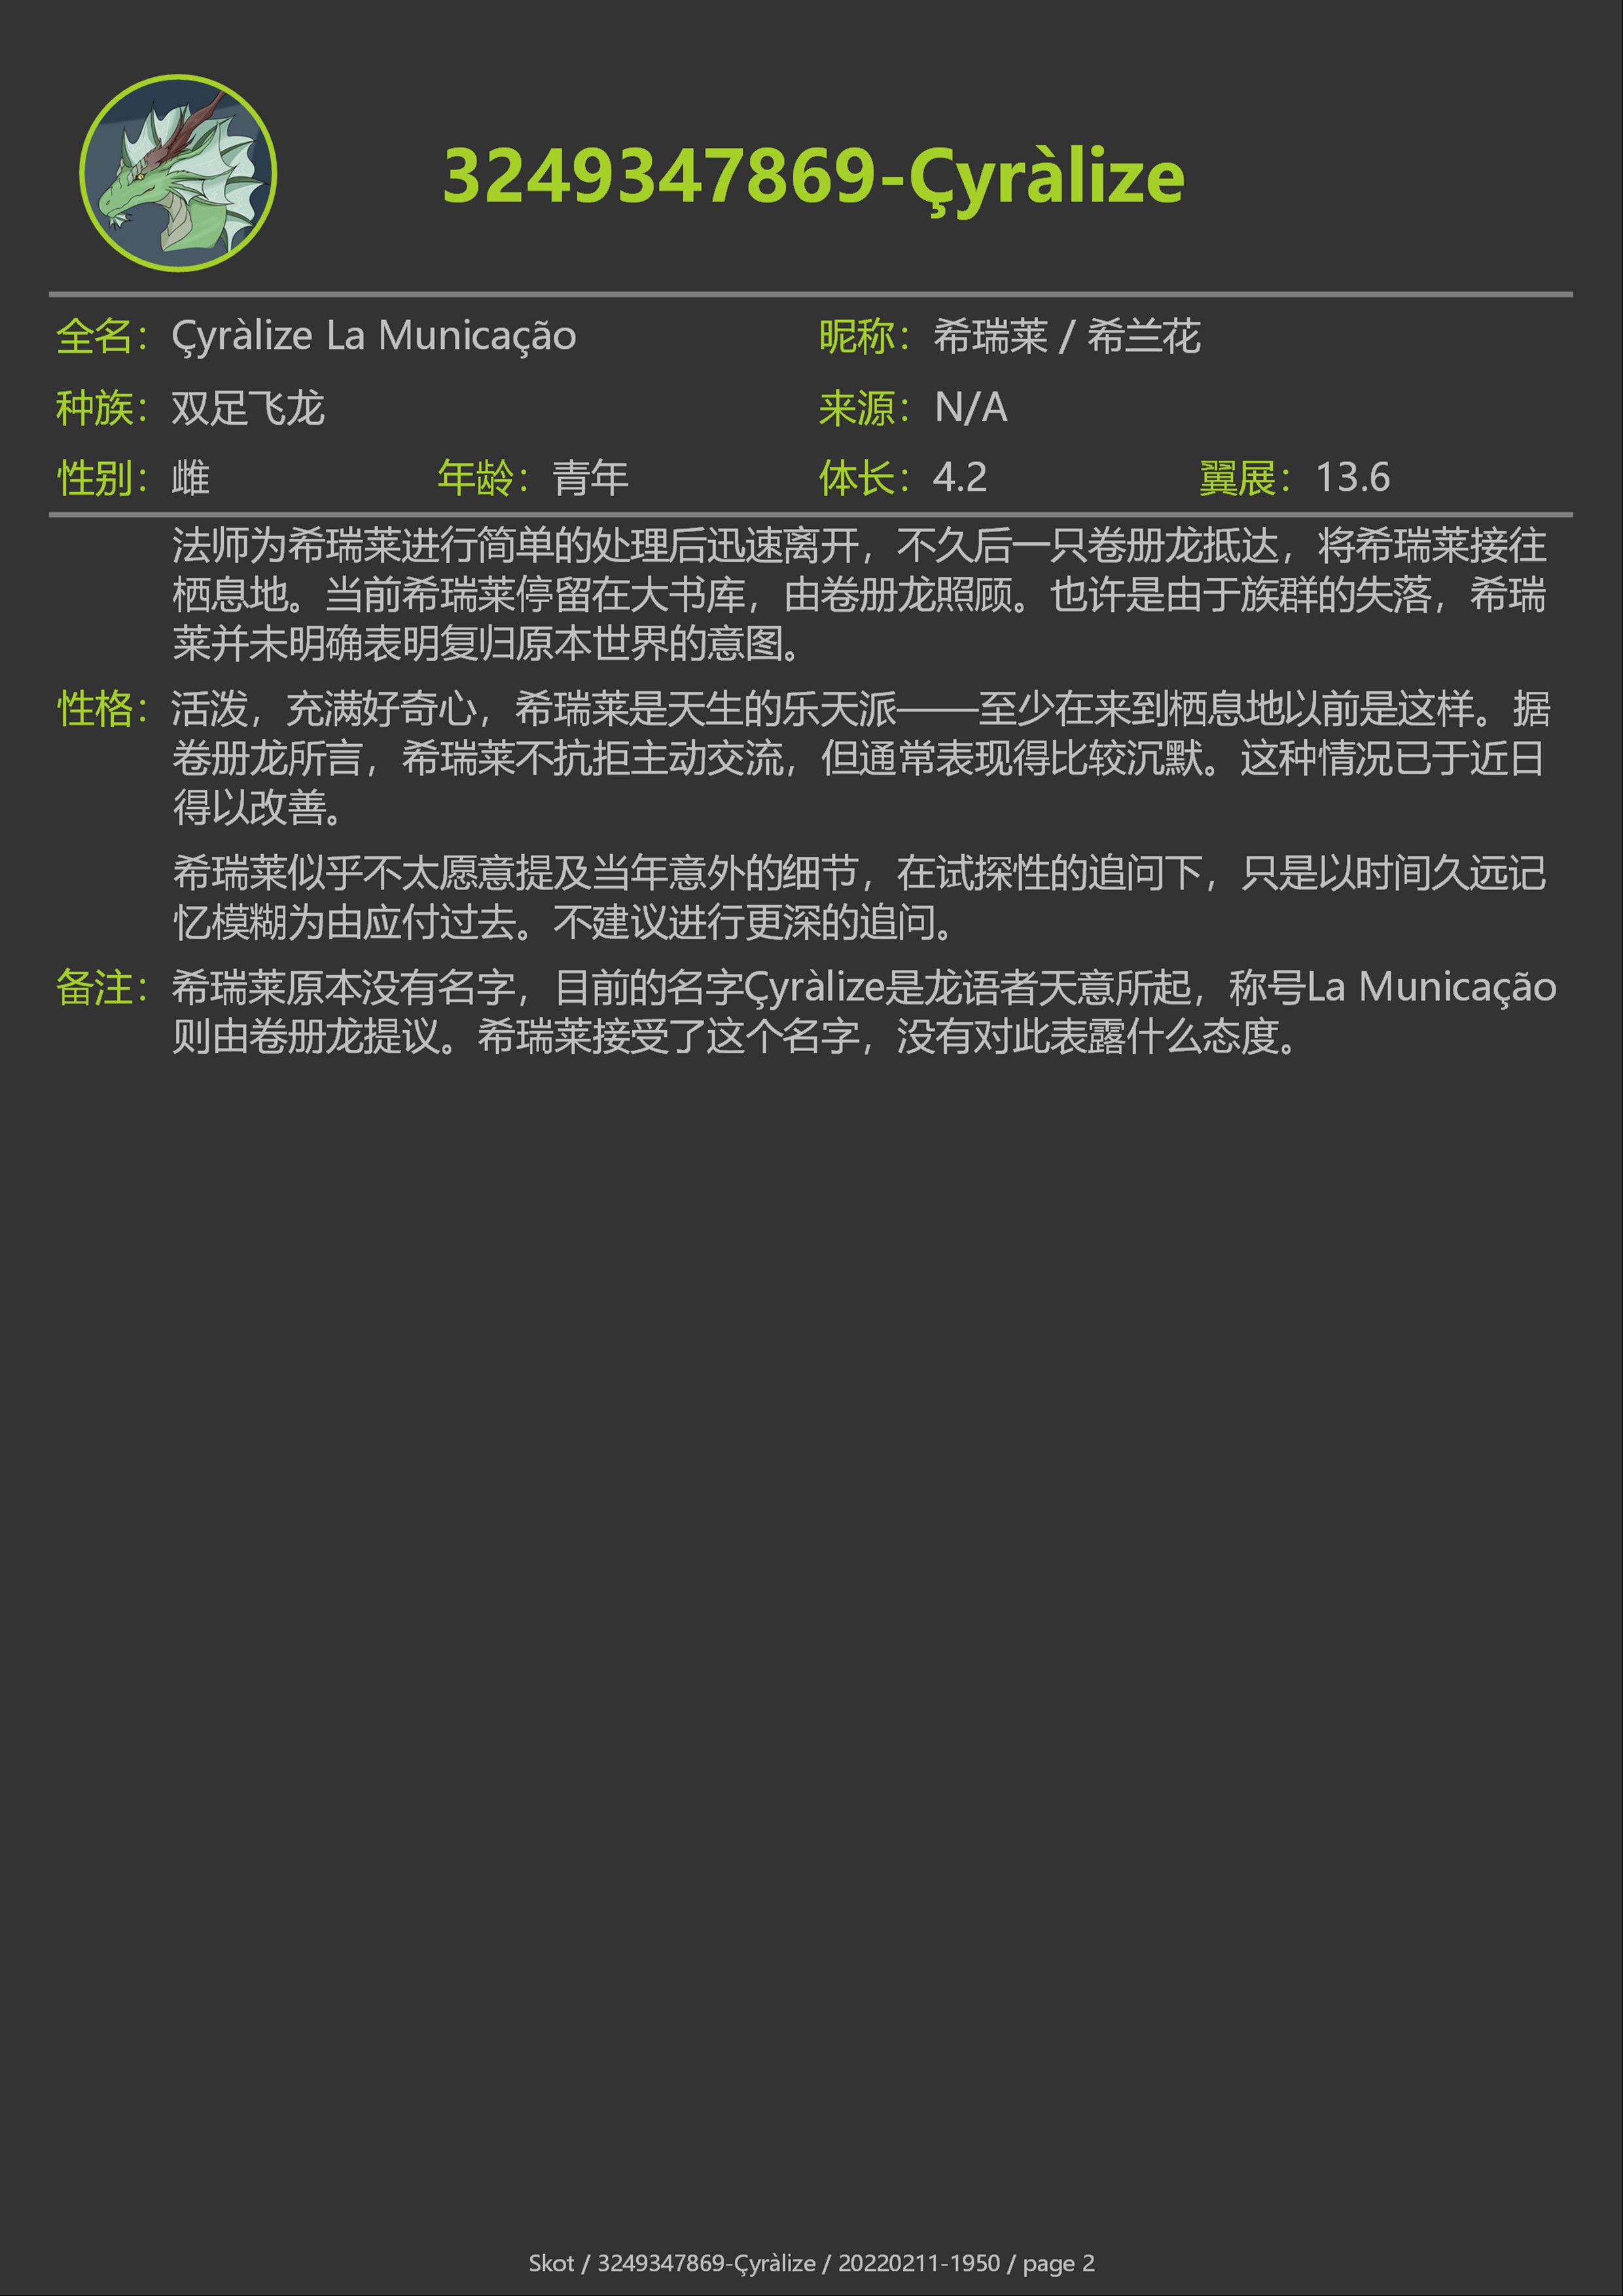 3249347869-Çyràlize
全名：Çyràlize La Municação 昵称：希瑞莱 / 希兰花
种族：双足飞龙 来源：N/A
性别：雌 年龄：青年 体长：4.2 翼展：13.6
法师为希瑞莱进行简单的处理后迅速离开，不久后一只卷册龙抵达，将希瑞莱接往
栖息地。当前希瑞莱停留在大书库，由卷册龙照顾。也许是由于族群的失落，希瑞
莱并未明确表明复归原本世界的意图。
性格：活泼，充满好奇心，希瑞莱是天生的乐天派——至少在来到栖息地以前是这样。据
卷册龙所言，希瑞莱不抗拒主动交流，但通常表现得比较沉默。这种情况已于近日
得以改善。
希瑞莱似乎不太愿意提及当年意外的细节，在试探性的追问下，只是以时间久远记
忆模糊为由应付过去。不建议进行更深的追问。
备注：希瑞莱原本没有名字，目前的名字Çyràlize是龙语者天意所起，称号La Municação
则由卷册龙提议。希瑞莱接受了这个名字，没有对此表露什么态度。
Skot / 3249347869-Çyràlize / 20220211-1950 / page 2